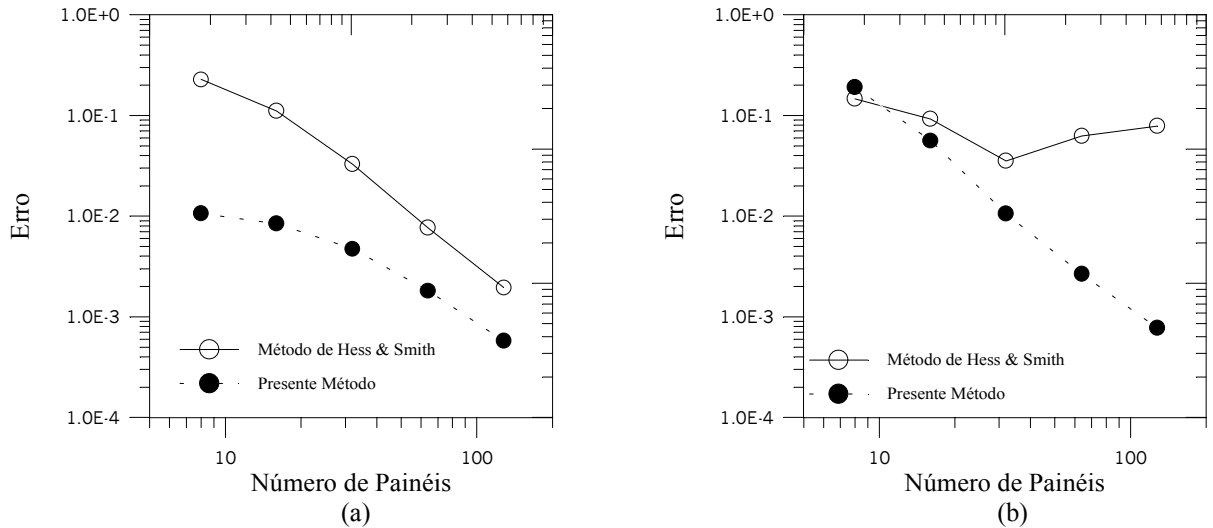 1.0E+0
1.0E-1
1.0E-2
1.0E-3
1.0E-4
Erro
Método de Hess & Smith
Presente Método
10
100
Número de Painéis
(a)
1.0E+0
1.0E-1
1.0E-2
1.0E-3
1.0E-4
Erro
Método de Hess & Smith
Presente Método
10
100
Número de Painéis
(b)